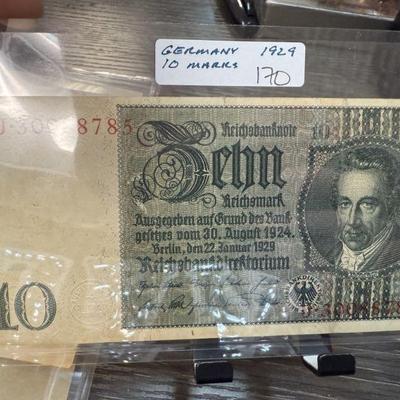 GERMANY 1929
10 MARKS
170
8785
Reichsbanknote
Zehn
Reichsmark
Ausgegeben auf Grund des Bank-
gesetzes vom 30. August 1924.
Berlin, den 22. Januar 1929
Reichsbankdirektorium
10